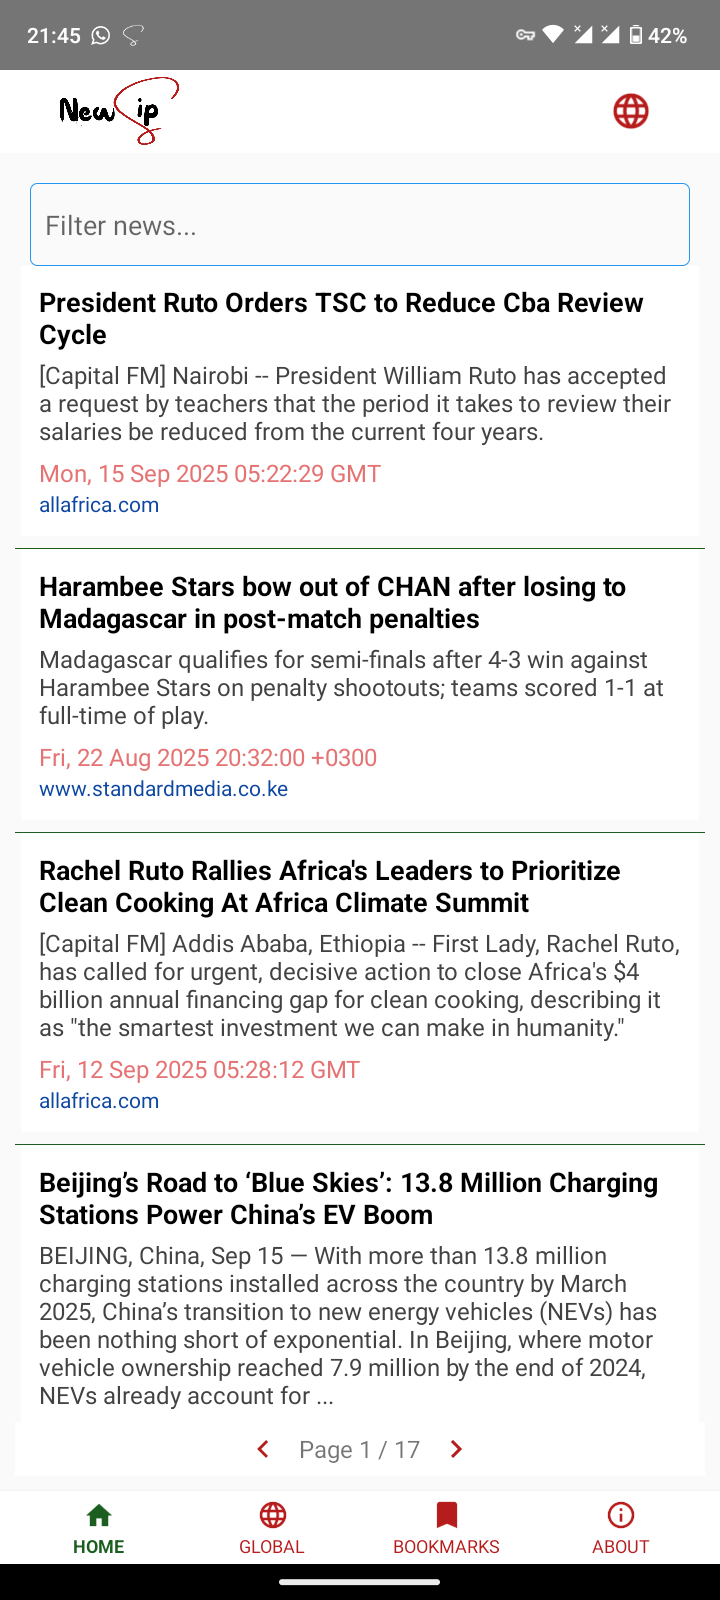 21:45
42%
NewSip
Filter news...
President Ruto Orders TSC to Reduce Cba Review
Cycle
[Capital FM] Nairobi -- President William Ruto has accepted
a request by teachers that the period it takes to review their
salaries be reduced from the current four years.
Mon, 15 Sep 2025 05:22:29 GMT
allafrica.com
Harambee Stars bow out of CHAN after losing to
Madagascar in post-match penalties
Madagascar qualifies for semi-finals after 4-3 win against
Harambee Stars on penalty shootouts; teams scored 1-1 at
full-time of play.
Fri, 22 Aug 2025 20:32:00 +0300
www.standardmedia.co.ke
Rachel Ruto Rallies Africa's Leaders to Prioritize
Clean Cooking At Africa Climate Summit
[Capital FM] Addis Ababa, Ethiopia -- First Lady, Rachel Ruto,
has called for urgent, decisive action to close Africa's $4
billion annual financing gap for clean cooking, describing it
as "the smartest investment we can make in humanity."
Fri, 12 Sep 2025 05:28:12 GMT
allafrica.com
Beijing’s Road to ‘Blue Skies’: 13.8 Million Charging
Stations Power China’s EV Boom
BEIJING, China, Sep 15 — With more than 13.8 million
charging stations installed across the country by March
2025, China’s transition to new energy vehicles (NEVs) has
been nothing short of exponential. In Beijing, where motor
vehicle ownership reached 7.9 million by the end of 2024,
NEVs already account for ...
Page 1 / 17
HOME GLOBAL BOOKMARKS ABOUT